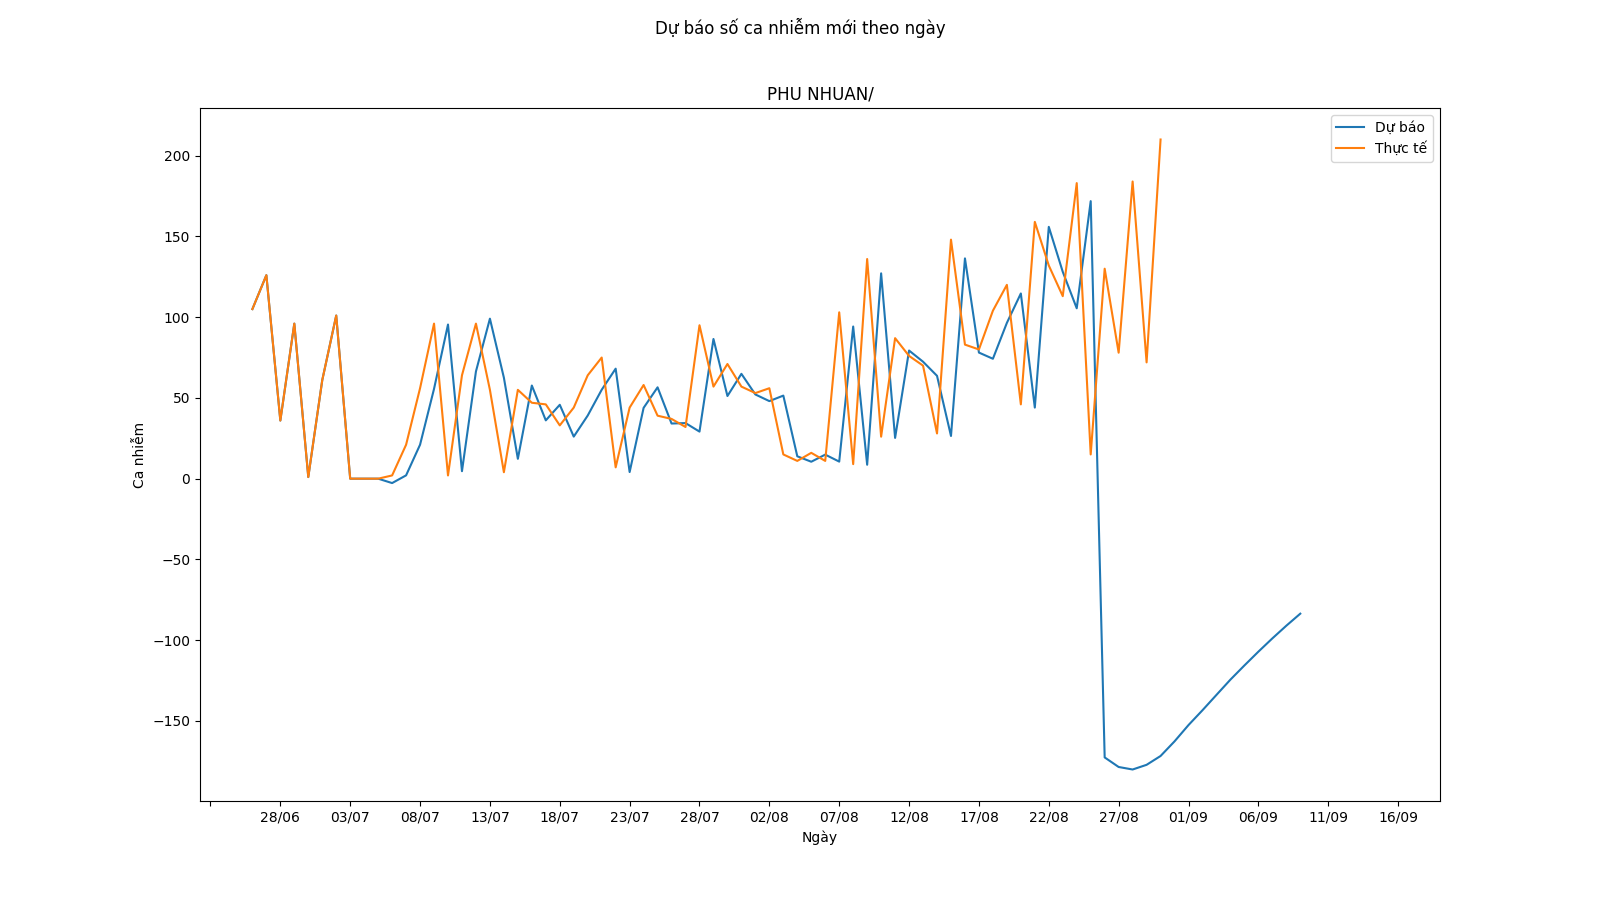 Dự báo số ca nhiễm mới theo ngày
PHU NHUAN/
Dự báo
Thực tế
200
150
100
50
0
−50
−100
−150
Ca nhiễm
28/06 03/07 08/07 13/07 18/07 23/07 28/07 02/08 07/08 12/08 17/08 22/08 27/08 01/09 06/09 11/09 16/09
Ngày